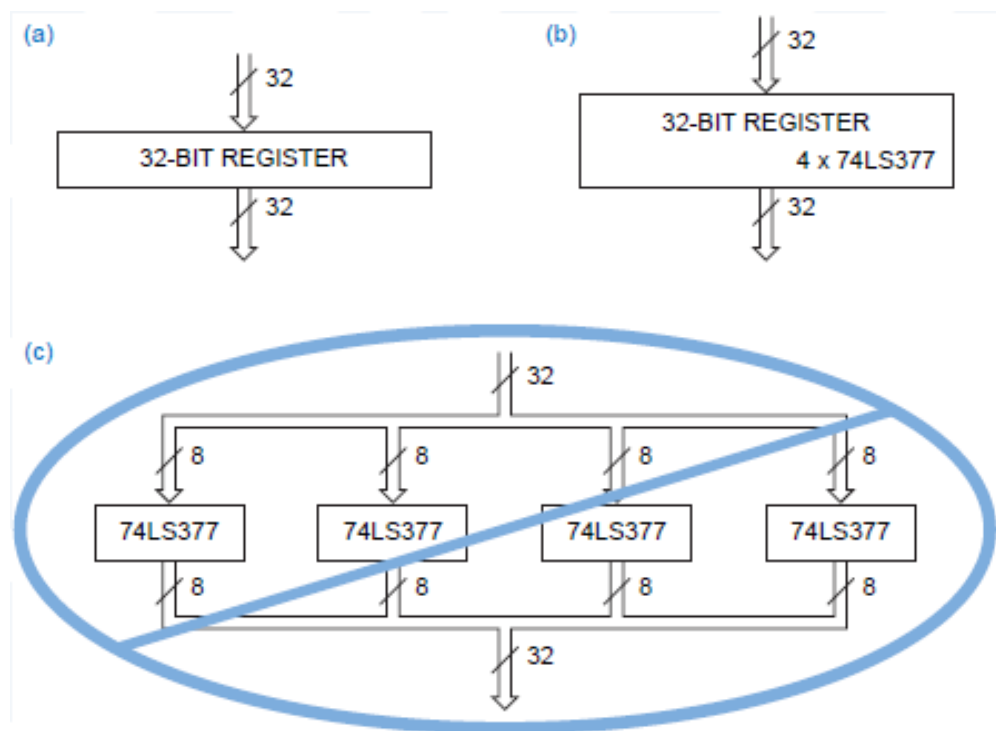 (a)
32
32-BIT REGISTER
32
(b)
32
32-BIT REGISTER
4 x 74LS377
32
(c)
32
8 8 8 8
74LS377 74LS377 74LS377 74LS377
8 8 8 8
32